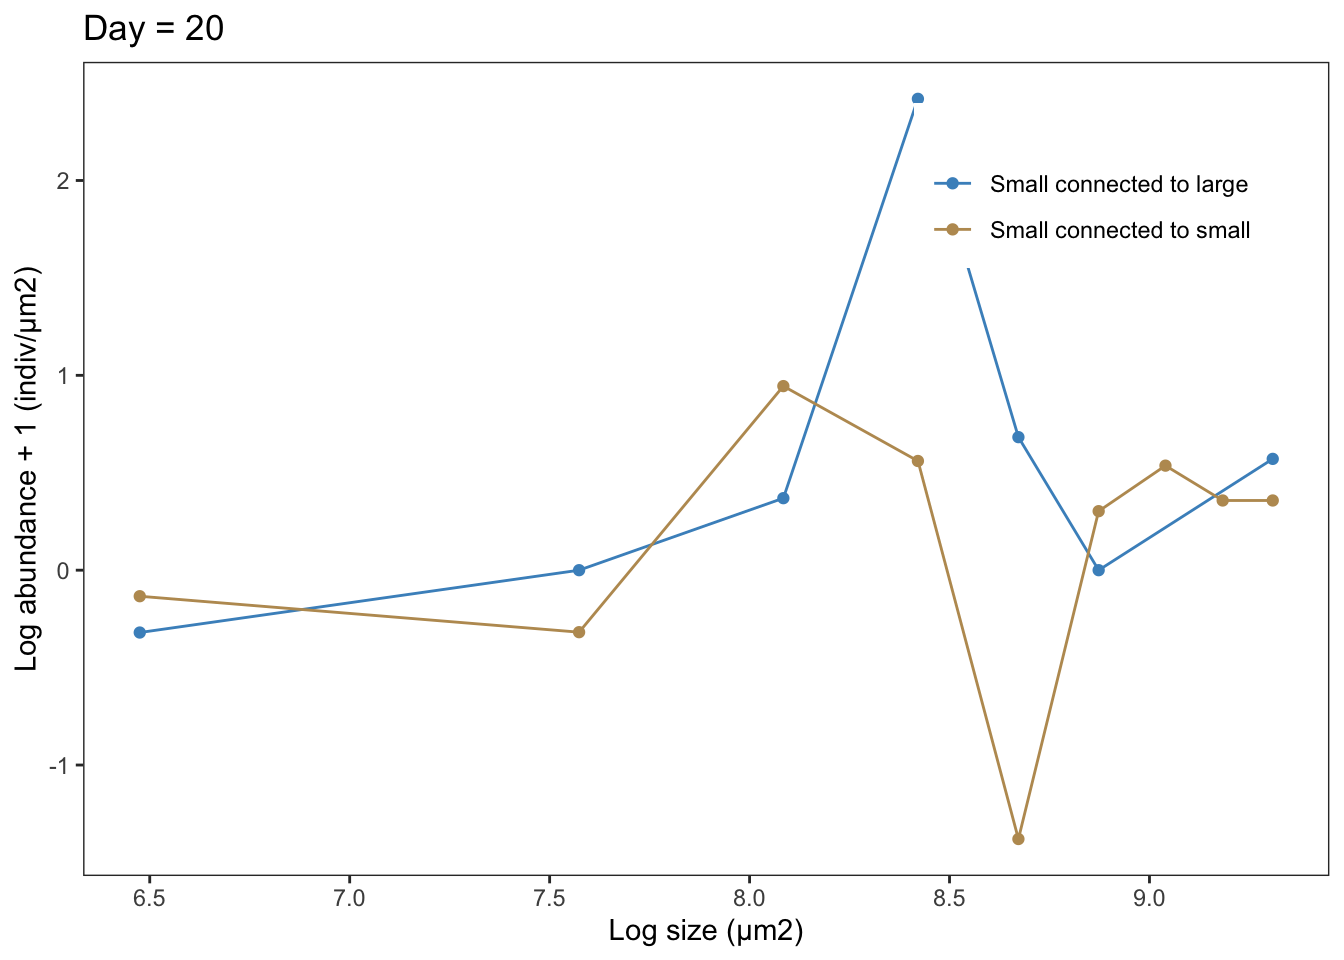 Day = 20
Log abundance + 1 (indiv/µm2)
2
1
0
-1
Small connected to large
Small connected to small
6.5 7.0 7.5 8.0 8.5 9.0
Log size (µm2)